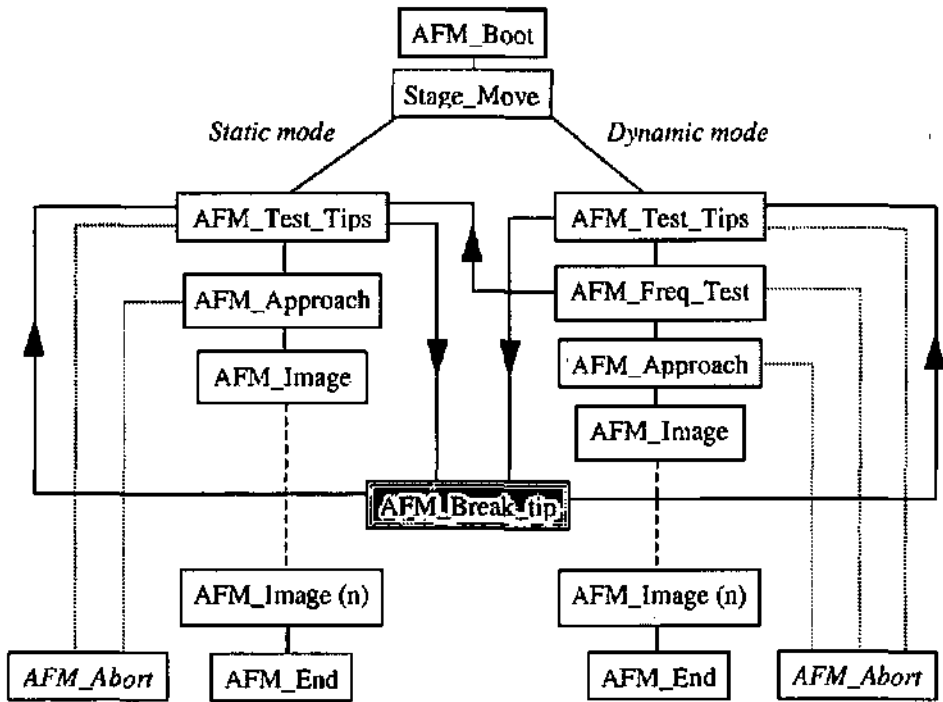 AFM_Boot
Stage_Move
Static mode
Dynamic mode
AFM_Test_Tips
AFM_Test_Tips
AFM_Approach
AFM_Freq_Test
AFM_Image
AFM_Approach
AFM_Image
AFM_Break_tip
AFM_Image (n)
AFM_Image (n)
AFM_Abort
AFM_End
AFM_End
AFM_Abort